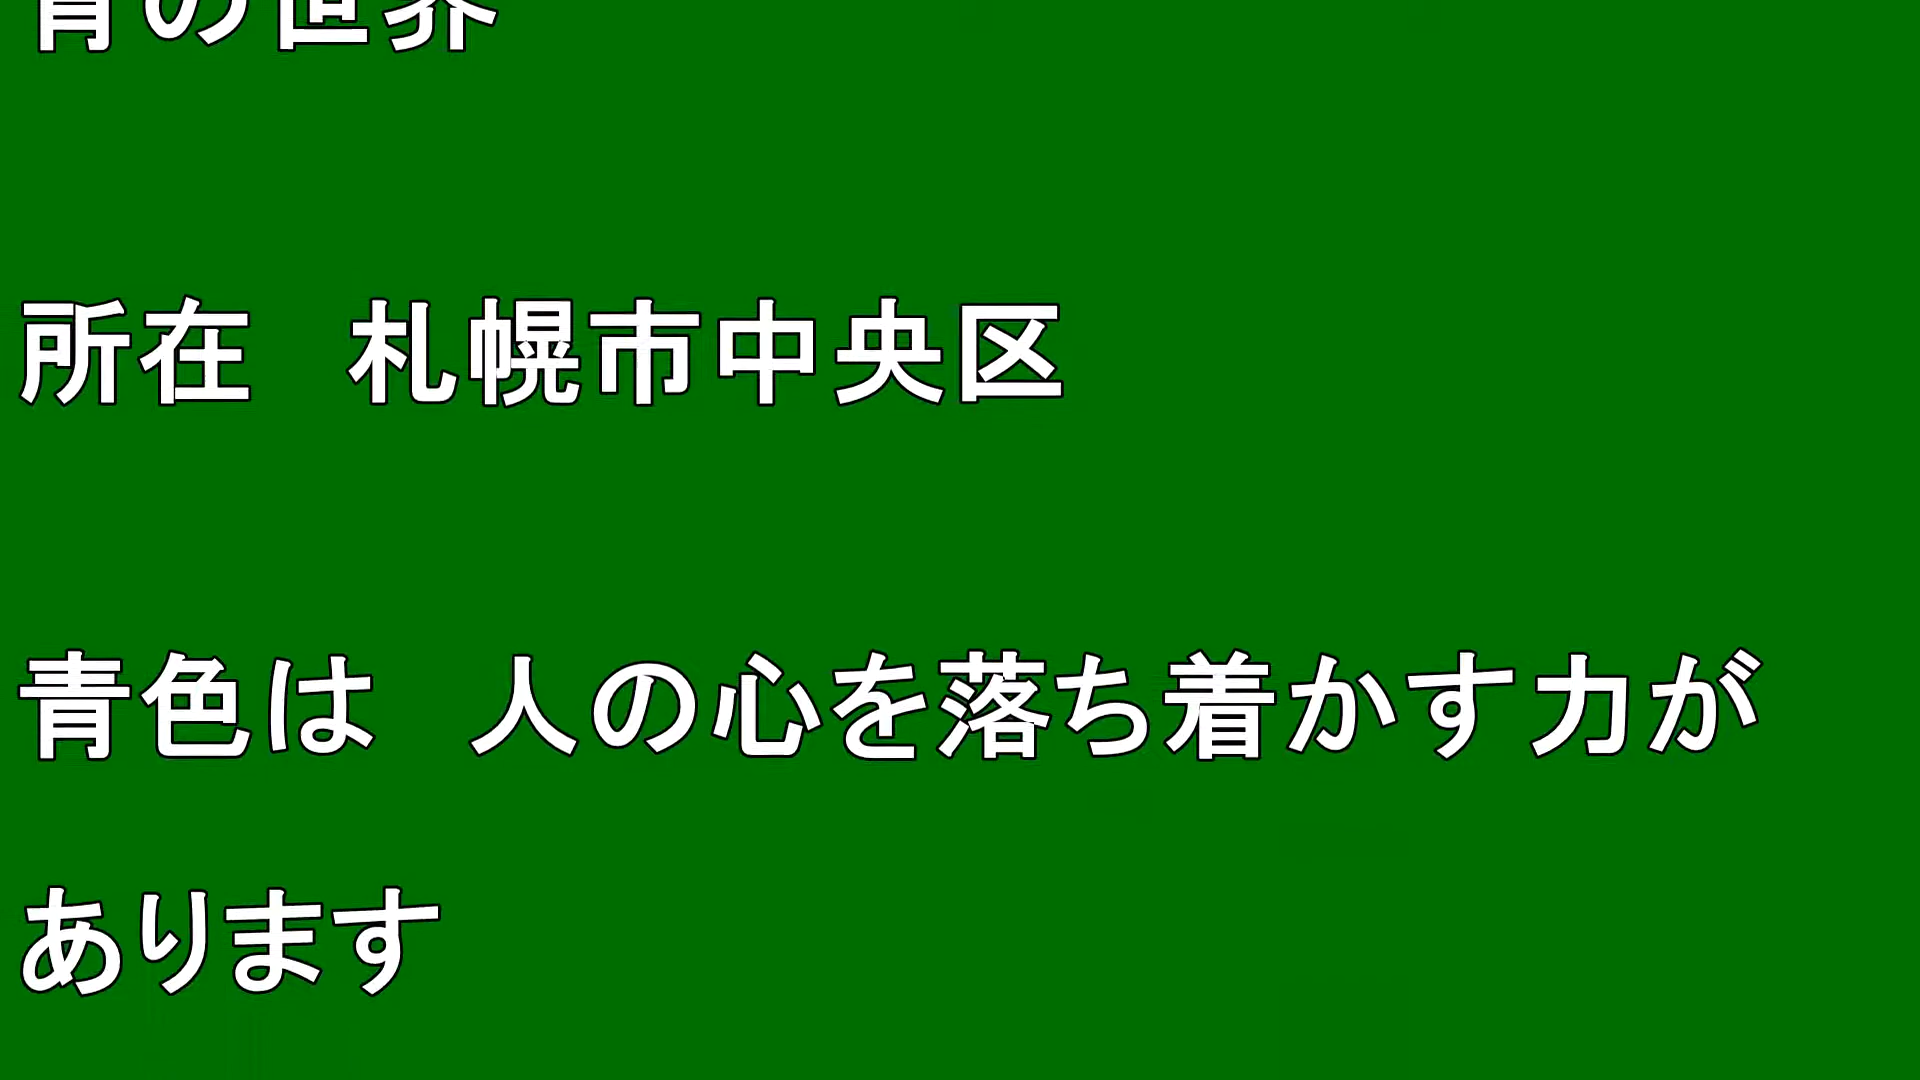 青の世界
所在　札幌市中央区
青色は　人の心を落ち着かす力が
あります